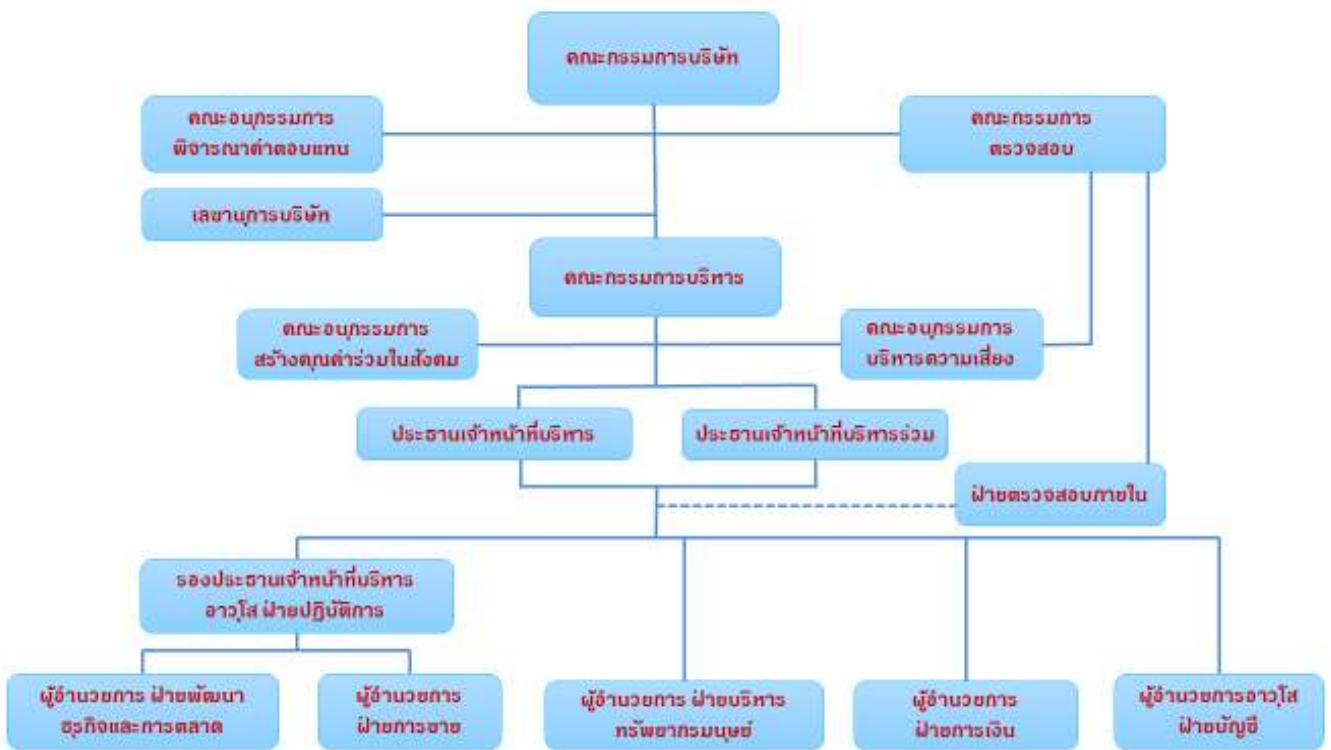 คณะกรรมการบริษัท
คณะอนุกรรมการ
พิจารณาค่าตอบแทน
คณะกรรมการ
ตรวจสอบ
เลขานุการบริษัท
คณะกรรมการบริหาร
คณะอนุกรรมการ
สร้างคุณค่าร่วมในสังคม
คณะอนุกรรมการ
บริหารความเสี่ยง
ประธานเจ้าหน้าที่บริหาร
ประธานเจ้าหน้าที่บริหารร่วม
ฝ่ายตรวจสอบภายใน
รองประธานเจ้าหน้าที่บริหาร
อาวุโส ฝ่ายปฏิบัติการ
ผู้อำนวยการ ฝ่ายพัฒนา
ธุรกิจและการตลาด
ผู้อำนวยการ
ฝ่ายการขาย
ผู้อำนวยการ ฝ่ายบริหาร
ทรัพยากรมนุษย์
ผู้อำนวยการ
ฝ่ายการเงิน
ผู้อำนวยการอาวุโส
ฝ่ายบัญชี